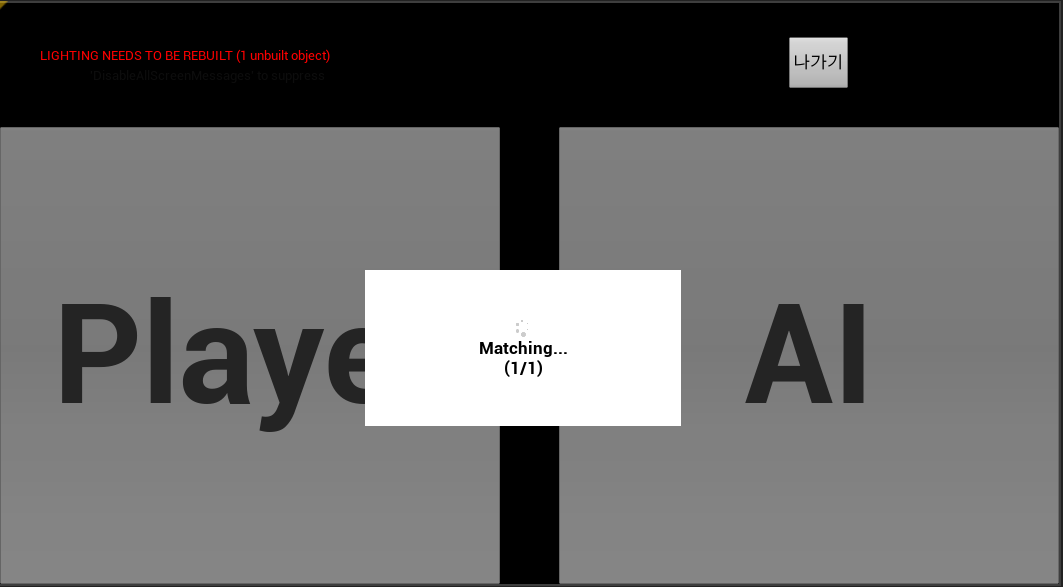 LIGHTING NEEDS TO BE REBUILT (1 unbuilt object)
'DisableAllScreenMessages' to suppress
나가기
Playe
AI
Matching...
(1/1)